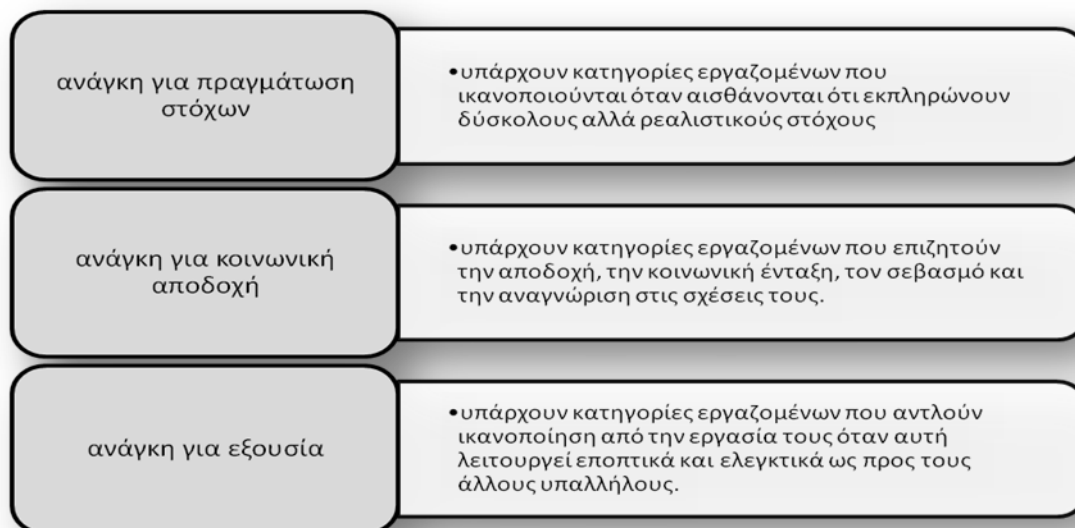 ανάγκη για πραγμάτωση
στόχων
•υπάρχουν κατηγορίες εργαζομένων που
ικανοποιούνται όταν αισθάνονται ότι εκπληρώνουν
δύσκολους αλλά ρεαλιστικούς στόχους
ανάγκη για κοινωνική
αποδοχή
•υπάρχουν κατηγορίες εργαζομένων που επιζητούν
την αποδοχή, την κοινωνική ένταξη, τον σεβασμό και
την αναγνώριση στις σχέσεις τους.
ανάγκη για εξουσία
•υπάρχουν κατηγορίες εργαζομένων που αντλούν
ικανοποίηση από την εργασία τους όταν αυτή
λειτουργεί εποπτικά και ελεγκτικά ως προς τους
άλλους υπαλλήλους.